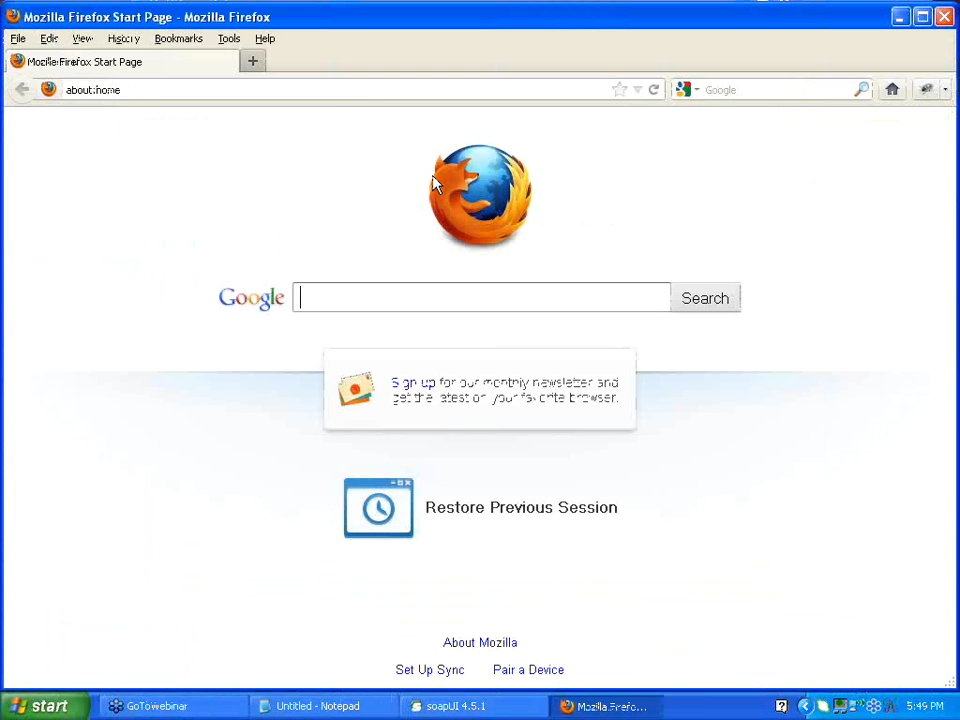 Mozilla Firefox Start Page - Mozilla Firefox
File Edit View History Bookmarks Tools Help
Mozilla Firefox Start Page
about:home
Google
Google
Search
Sign up for our monthly newsletter and
get the latest on your favorite browser.
Restore Previous Session
About Mozilla
Set Up Sync Pair a Device
start GoToWebinar Untitled - Notepad soapUI 4.5.1 Mozilla Firefo... 5:49 PM